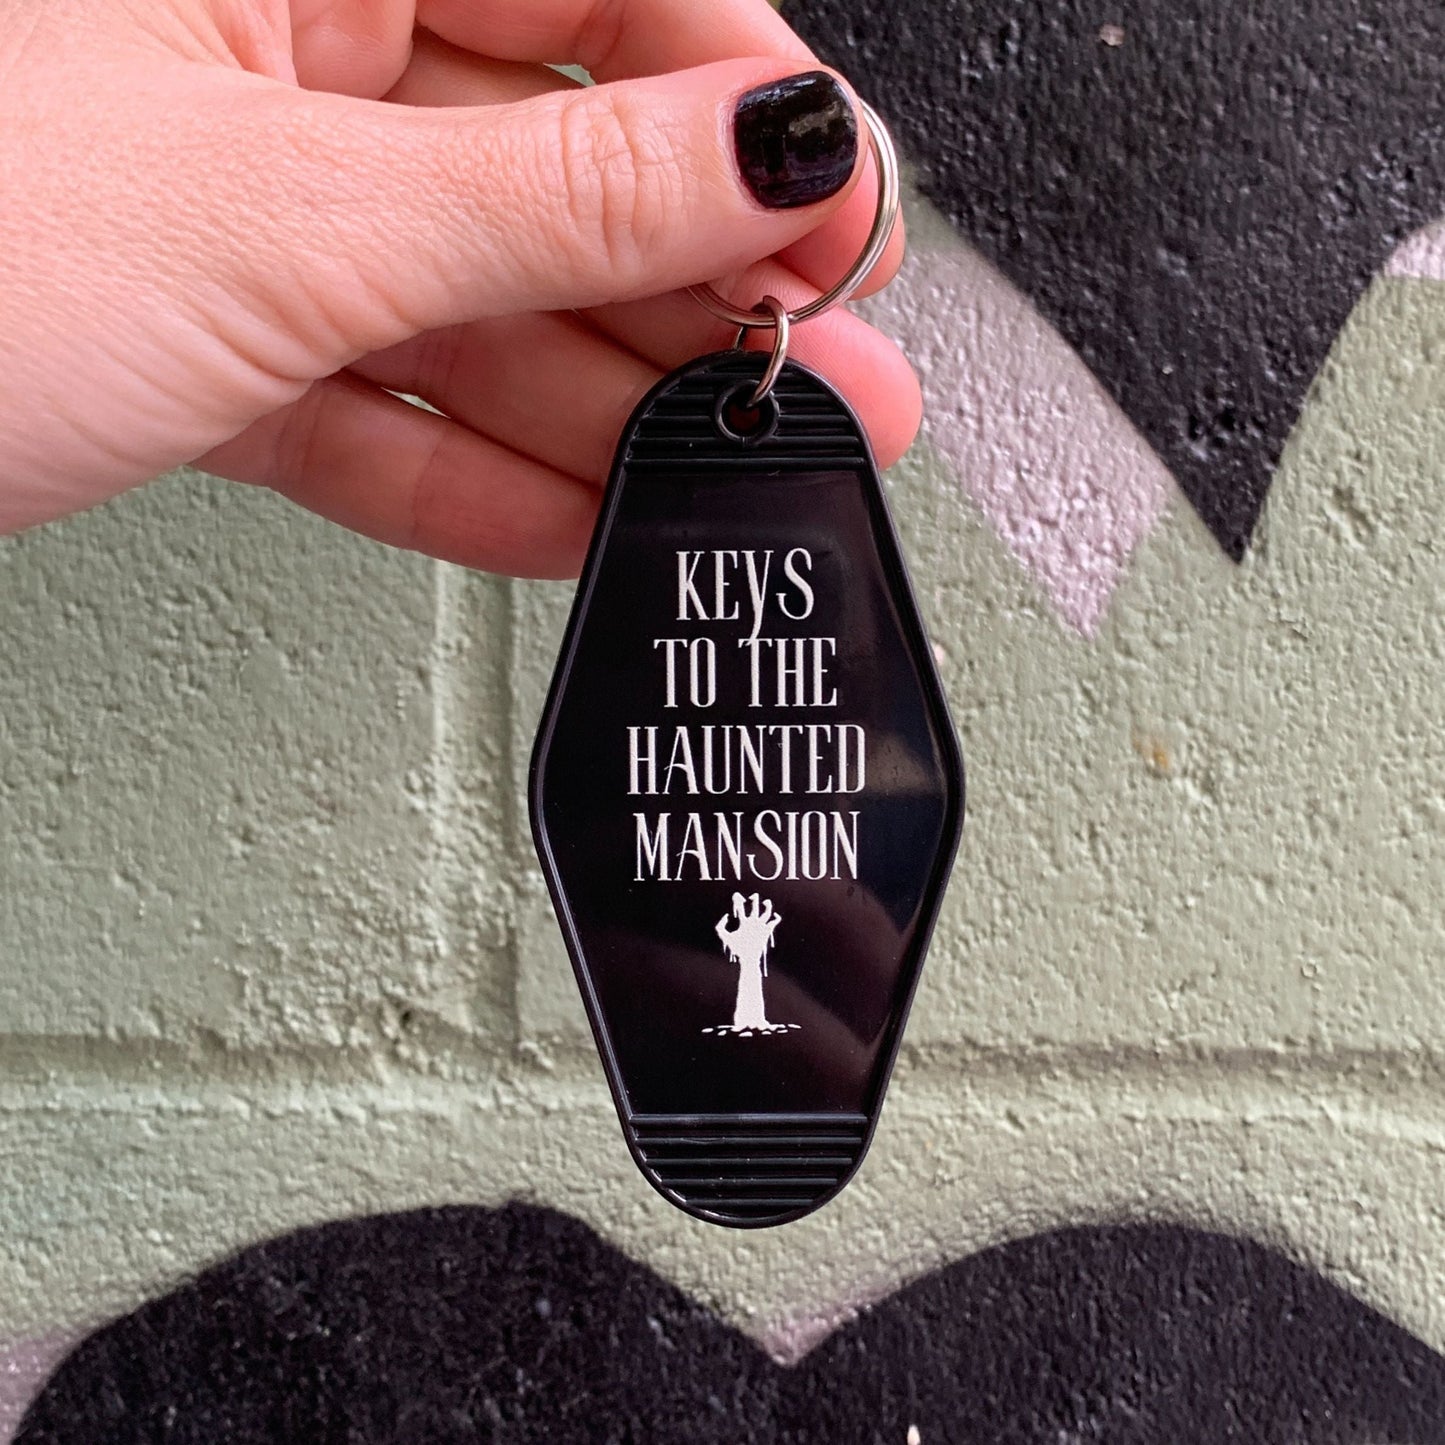 KEYS
TO THE
HAUNTED
MANSION